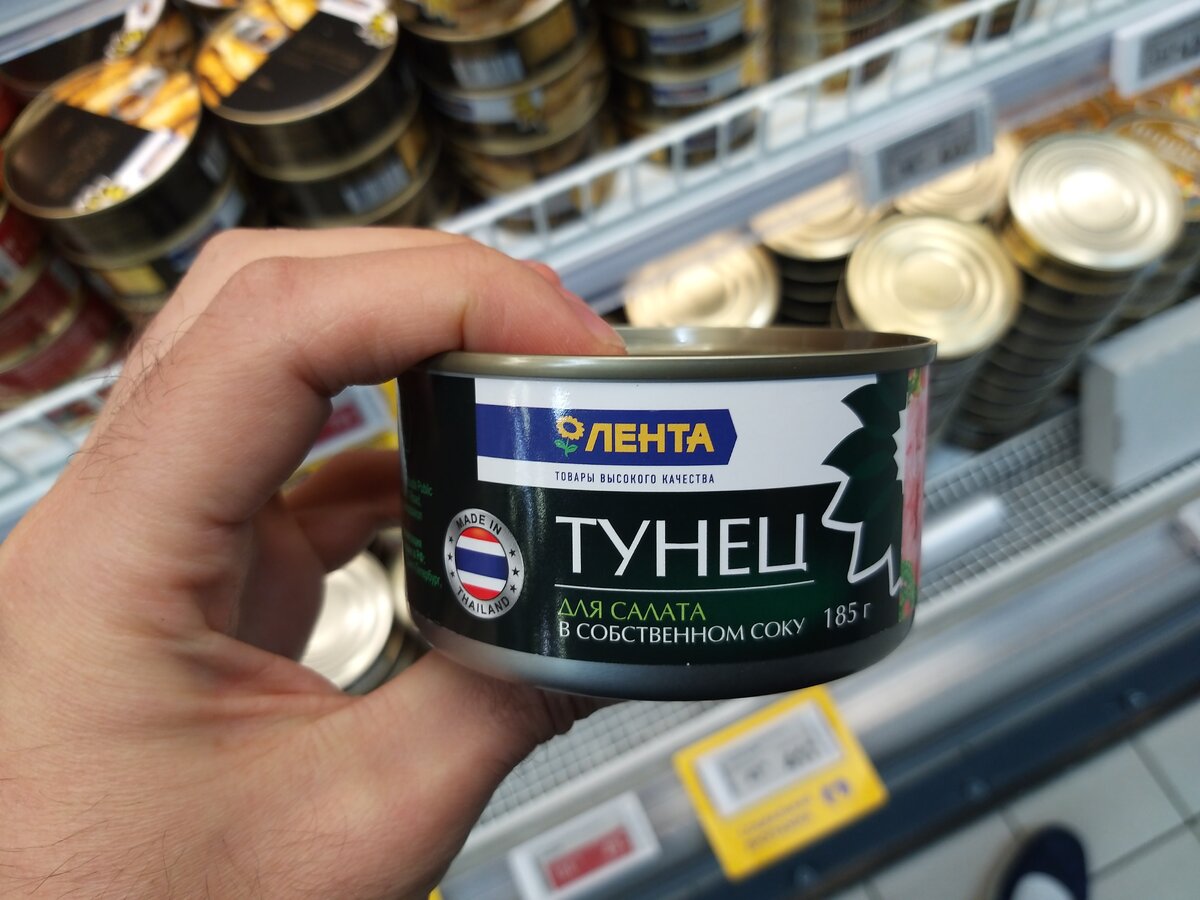 ЛЕНТА
ТОВАРЫ ВЫСОКОГО КАЧЕСТВА
MADE IN
THAILAND
ТУНЕЦ
ДЛЯ САЛАТА
В СОБСТВЕННОМ СОКУ
185 г